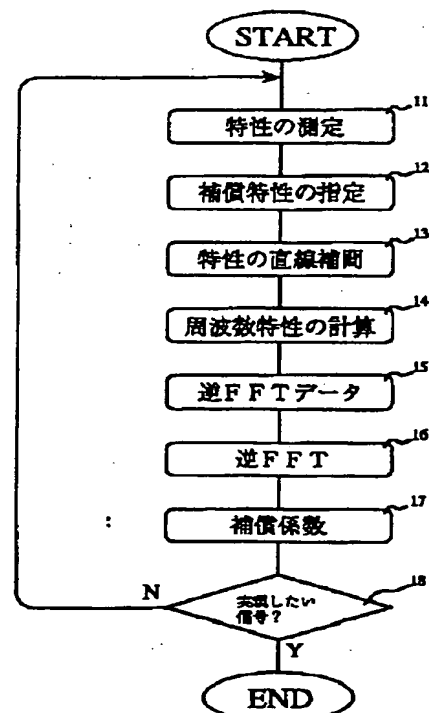 START
11
特性の測定
12
補償特性の指定
13
特性の直線補間
14
周波数特性の計算
15
逆FFTデータ
16
逆FFT
17
補償係数
18
実現したい
信号?
N
Y
END